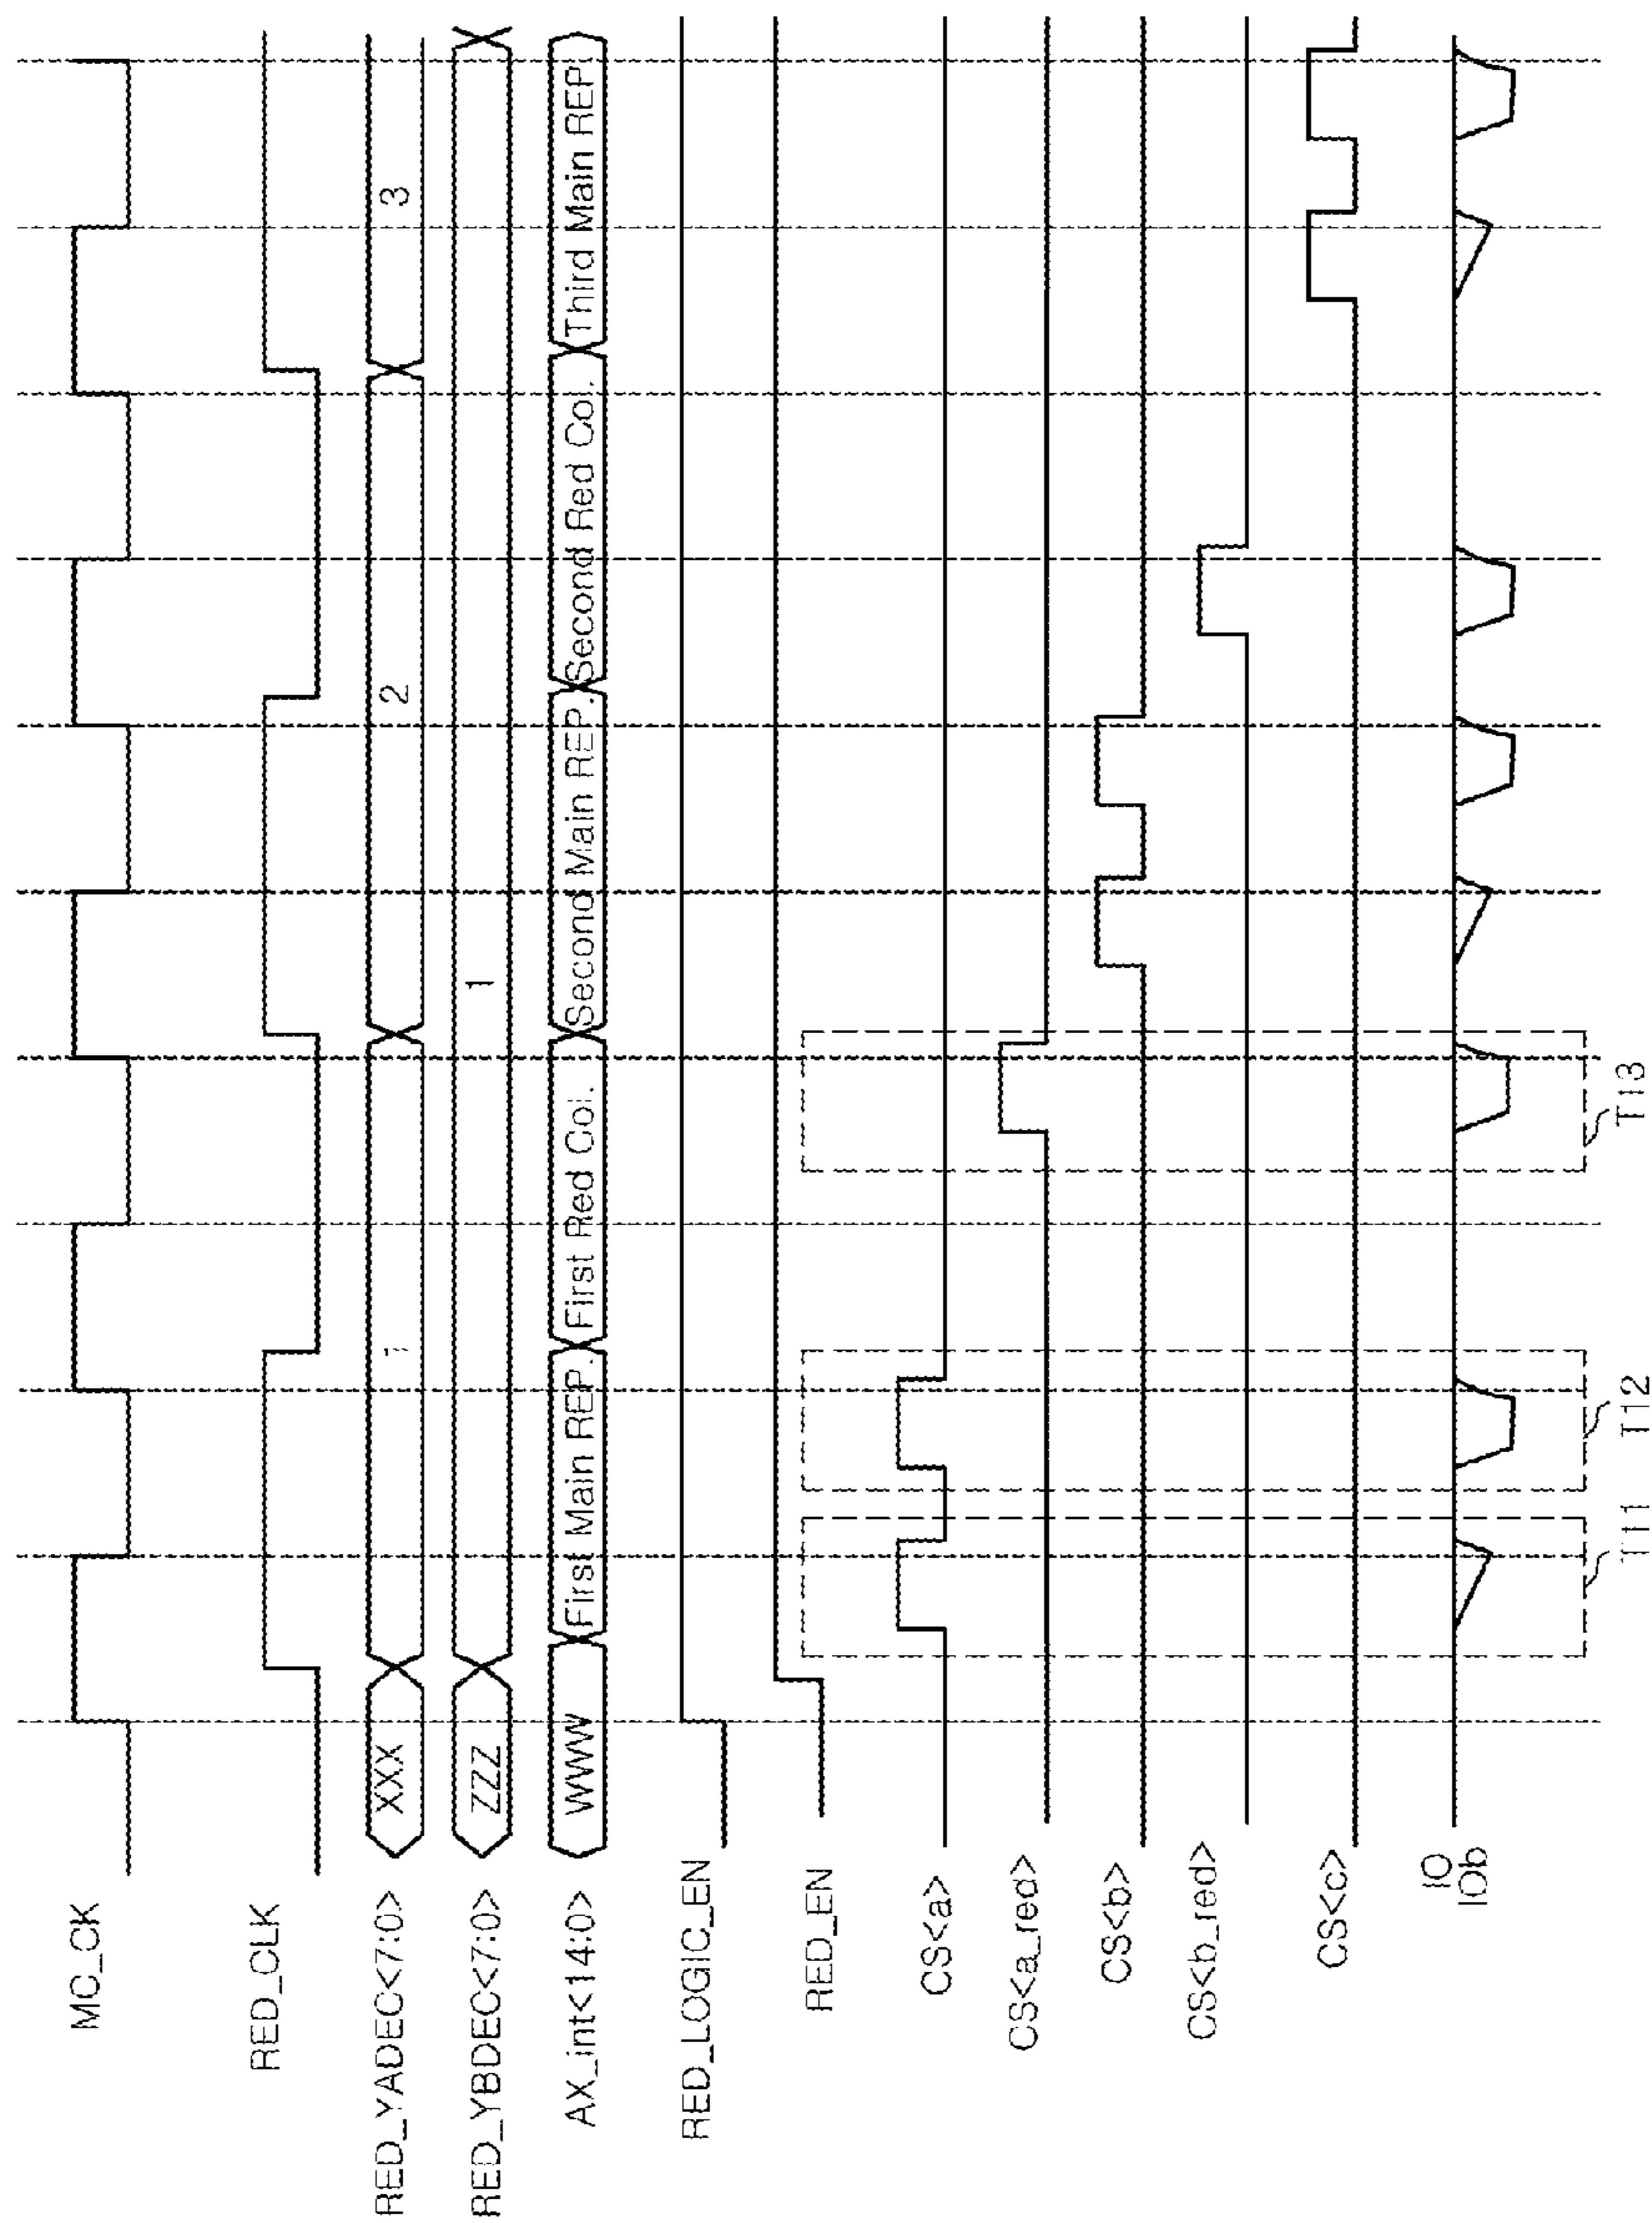 MC_CK
RED_CLK
RED_YADEC<7:0> XXX 1 2 3
RED_YBDEC<7:0> ZZZ 1
AX_int<14:0> WWW First Main REP. First Red Col. Second Main REP. Second Red Col. Third Main REP
RED_LOGIC_EN
RED_EN
CS<a>
CS<a_red>
CS<b>
CS<b_red>
CS<c>
IO
IOb
T11 T12 T13